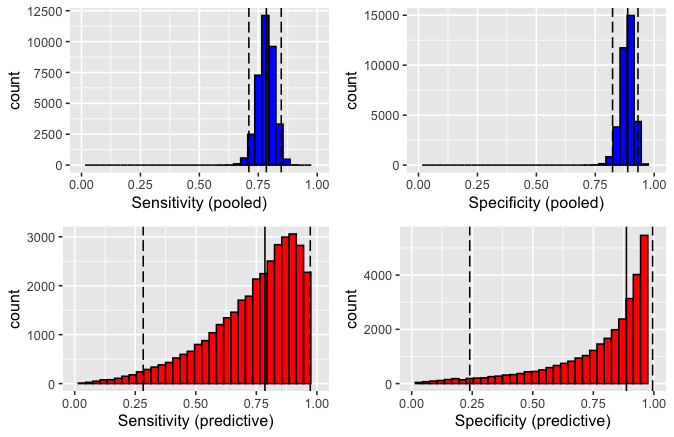 12500
10000
7500
5000
2500
0
count
0.00 0.25 0.50 0.75 1.00
Sensitivity (pooled)
15000
10000
5000
0
count
0.00 0.25 0.50 0.75 1.00
Specificity (pooled)
3000
2000
1000
0
count
0.00 0.25 0.50 0.75 1.00
Sensitivity (predictive)
4000
2000
0
count
0.00 0.25 0.50 0.75 1.00
Specificity (predictive)